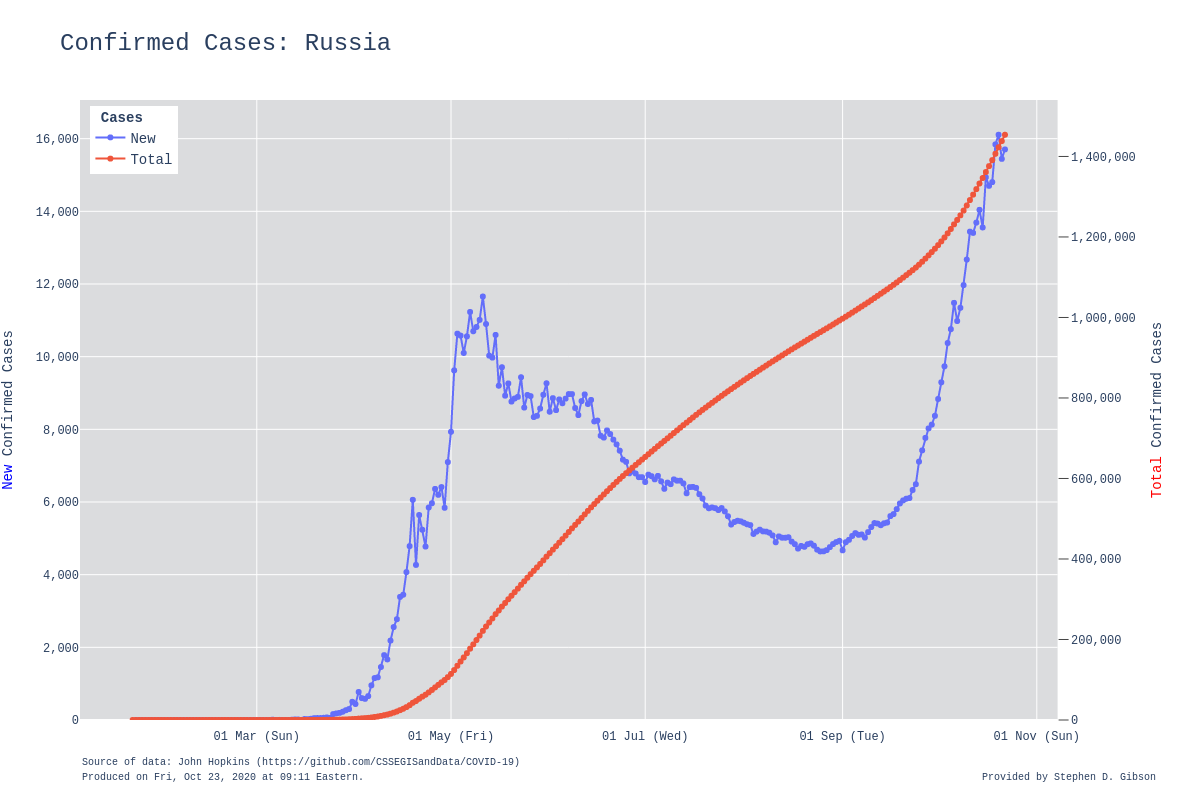 Confirmed Cases: Russia
Cases
New
Total
16,000
14,000
12,000
10,000
8,000
6,000
4,000
2,000
0
New Confirmed Cases
1,400,000
1,200,000
1,000,000
800,000
600,000
400,000
200,000
0
Total Confirmed Cases
01 Mar (Sun)
01 May (Fri)
01 Jul (Wed)
01 Sep (Tue)
01 Nov (Sun)
Source of data: John Hopkins (https://github.com/CSSEGISandData/COVID-19)
Produced on Fri, Oct 23, 2020 at 09:11 Eastern.
Provided by Stephen D. Gibson